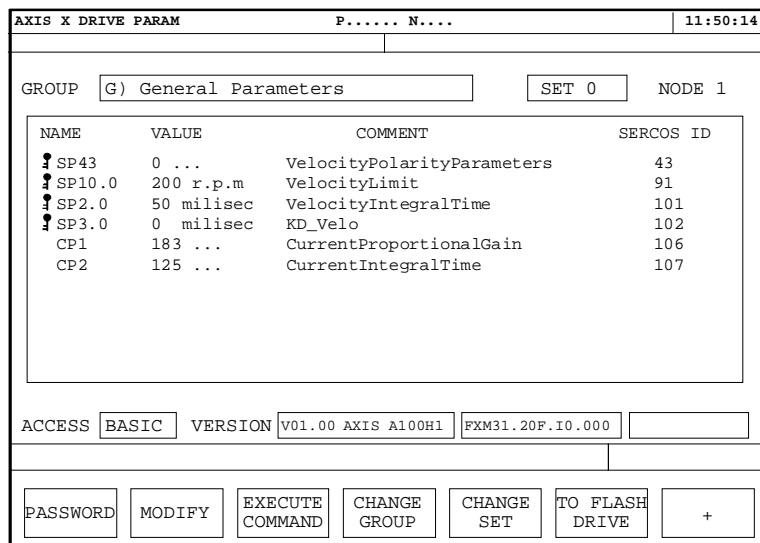 AXIS X DRIVE PARAM P...... N.... 11:50:14
GROUP G) General Parameters SET 0 NODE 1
NAME VALUE COMMENT SERCOS ID
SP43 0 ... VelocityPolarityParameters 43
SP10.0 200 r.p.m VelocityLimit 91
SP2.0 50 milisec VelocityIntegralTime 101
SP3.0 0 milisec KD_Velo 102
CP1 183 ... CurrentProportionalGain 106
CP2 125 ... CurrentIntegralTime 107
ACCESS BASIC VERSION V01.00 AXIS A100H1 FXM31.20F.I0.000
PASSWORD MODIFY EXECUTE COMMAND CHANGE GROUP CHANGE SET TO FLASH DRIVE +